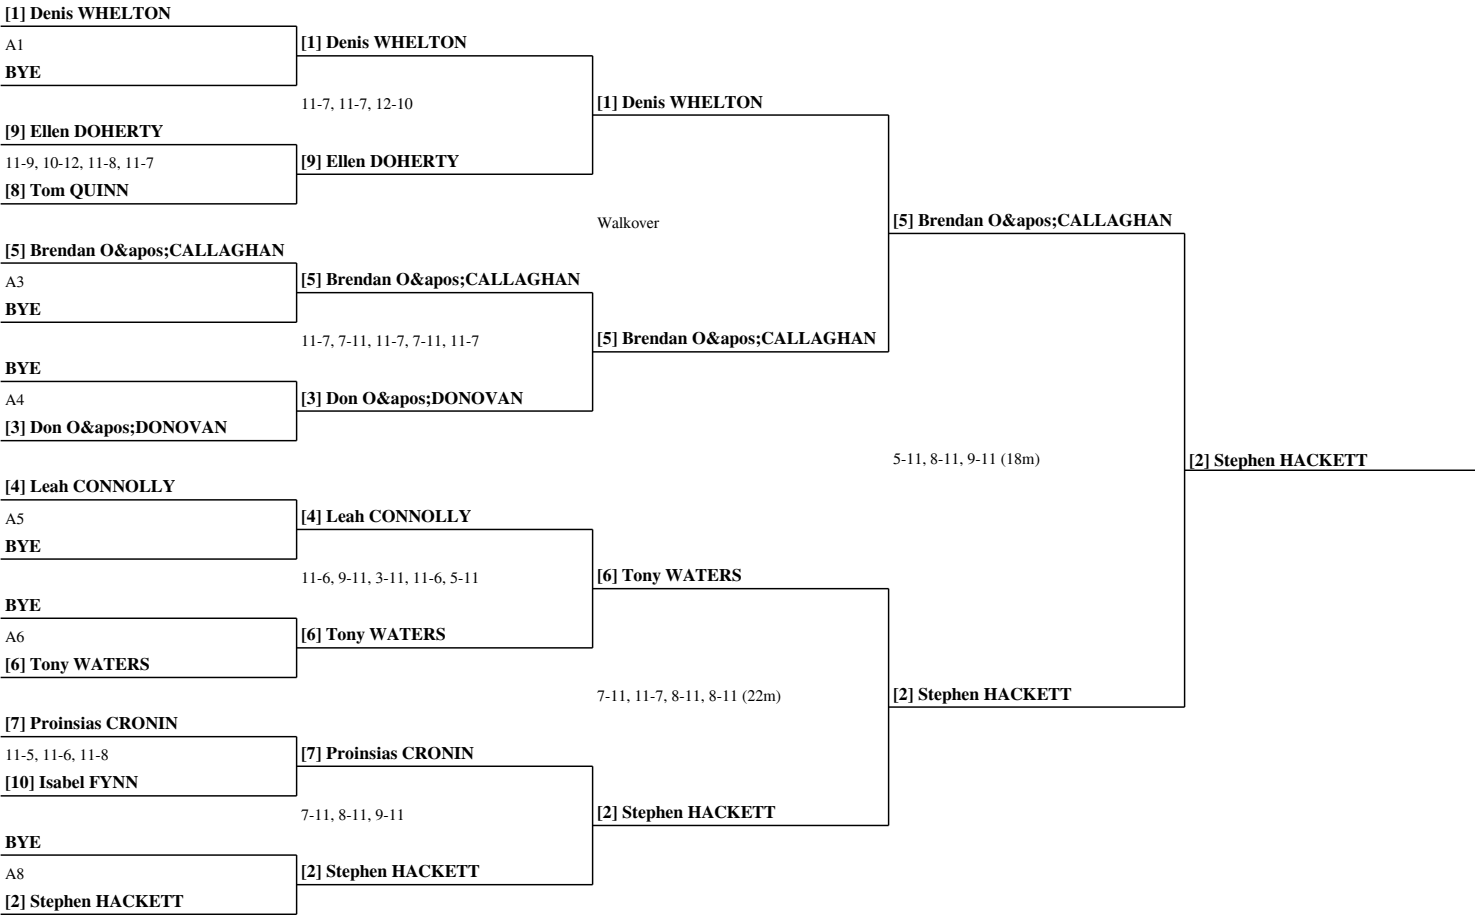 [1] Denis WHELTON
A1
BYE
[9] Ellen DOHERTY
11-9, 10-12, 11-8, 11-7
[8] Tom QUINN
[5] Brendan O&apos;CALLAGHAN
A3
BYE
BYE
A4
[3] Don O&apos;DONOVAN
[4] Leah CONNOLLY
A5
BYE
BYE
A6
[6] Tony WATERS
[7] Proinsias CRONIN
11-5, 11-6, 11-8
[10] Isabel FYNN
BYE
A8
[2] Stephen HACKETT
[1] Denis WHELTON
11-7, 11-7, 12-10
[9] Ellen DOHERTY
[5] Brendan O&apos;CALLAGHAN
11-7, 7-11, 11-7, 7-11, 11-7
[3] Don O&apos;DONOVAN
[4] Leah CONNOLLY
11-6, 9-11, 3-11, 11-6, 5-11
[6] Tony WATERS
[7] Proinsias CRONIN
7-11, 8-11, 9-11
[2] Stephen HACKETT
[1] Denis WHELTON
Walkover
[5] Brendan O&apos;CALLAGHAN
[6] Tony WATERS
7-11, 11-7, 8-11, 8-11 (22m)
[2] Stephen HACKETT
[5] Brendan O&apos;CALLAGHAN
5-11, 8-11, 9-11 (18m)
[2] Stephen HACKETT
[2] Stephen HACKETT